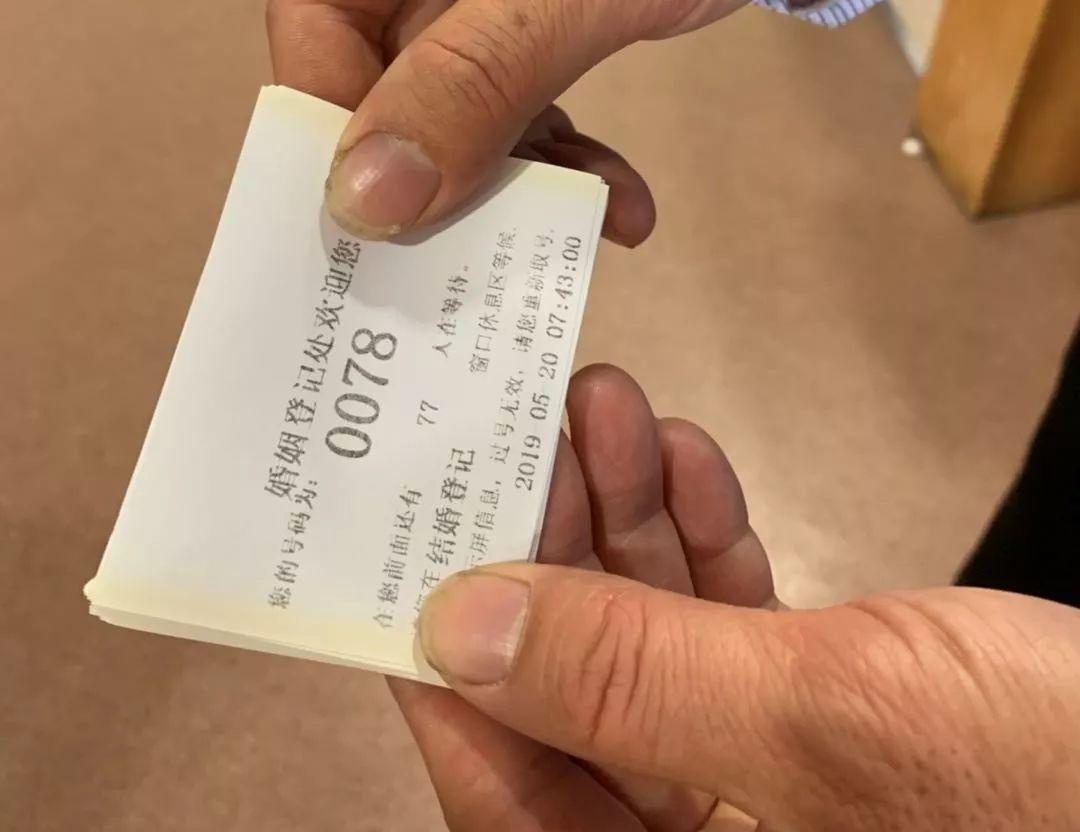 婚姻登记处欢迎您
您的号码为:
0078
在您前面还有 77 人在等待。
在结婚登记 窗口休息区等候,
屏信息, 过号无效, 请您重新取号,
2019-05-20 07:43:00